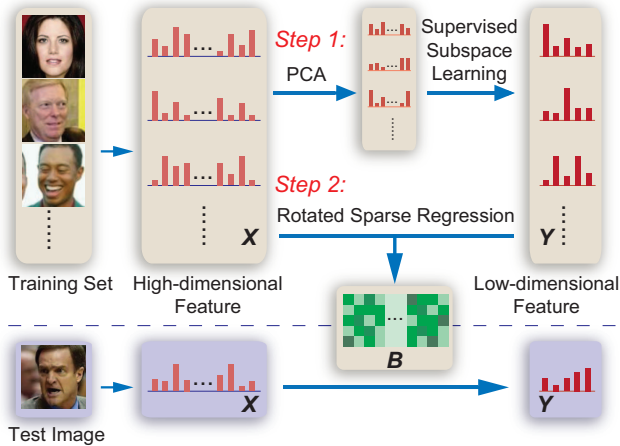 Step 1:
PCA
Supervised
Subspace
Learning
Step 2:
Rotated Sparse Regression
X
Y
Training Set
High-dimensional
Feature
Low-dimensional
Feature
B
X
Y
Test Image